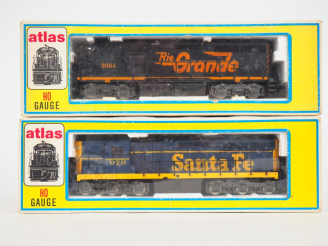 atlas
HO
GAUGE
Rio
Grande
atlas
HO
GAUGE
Santa Fe